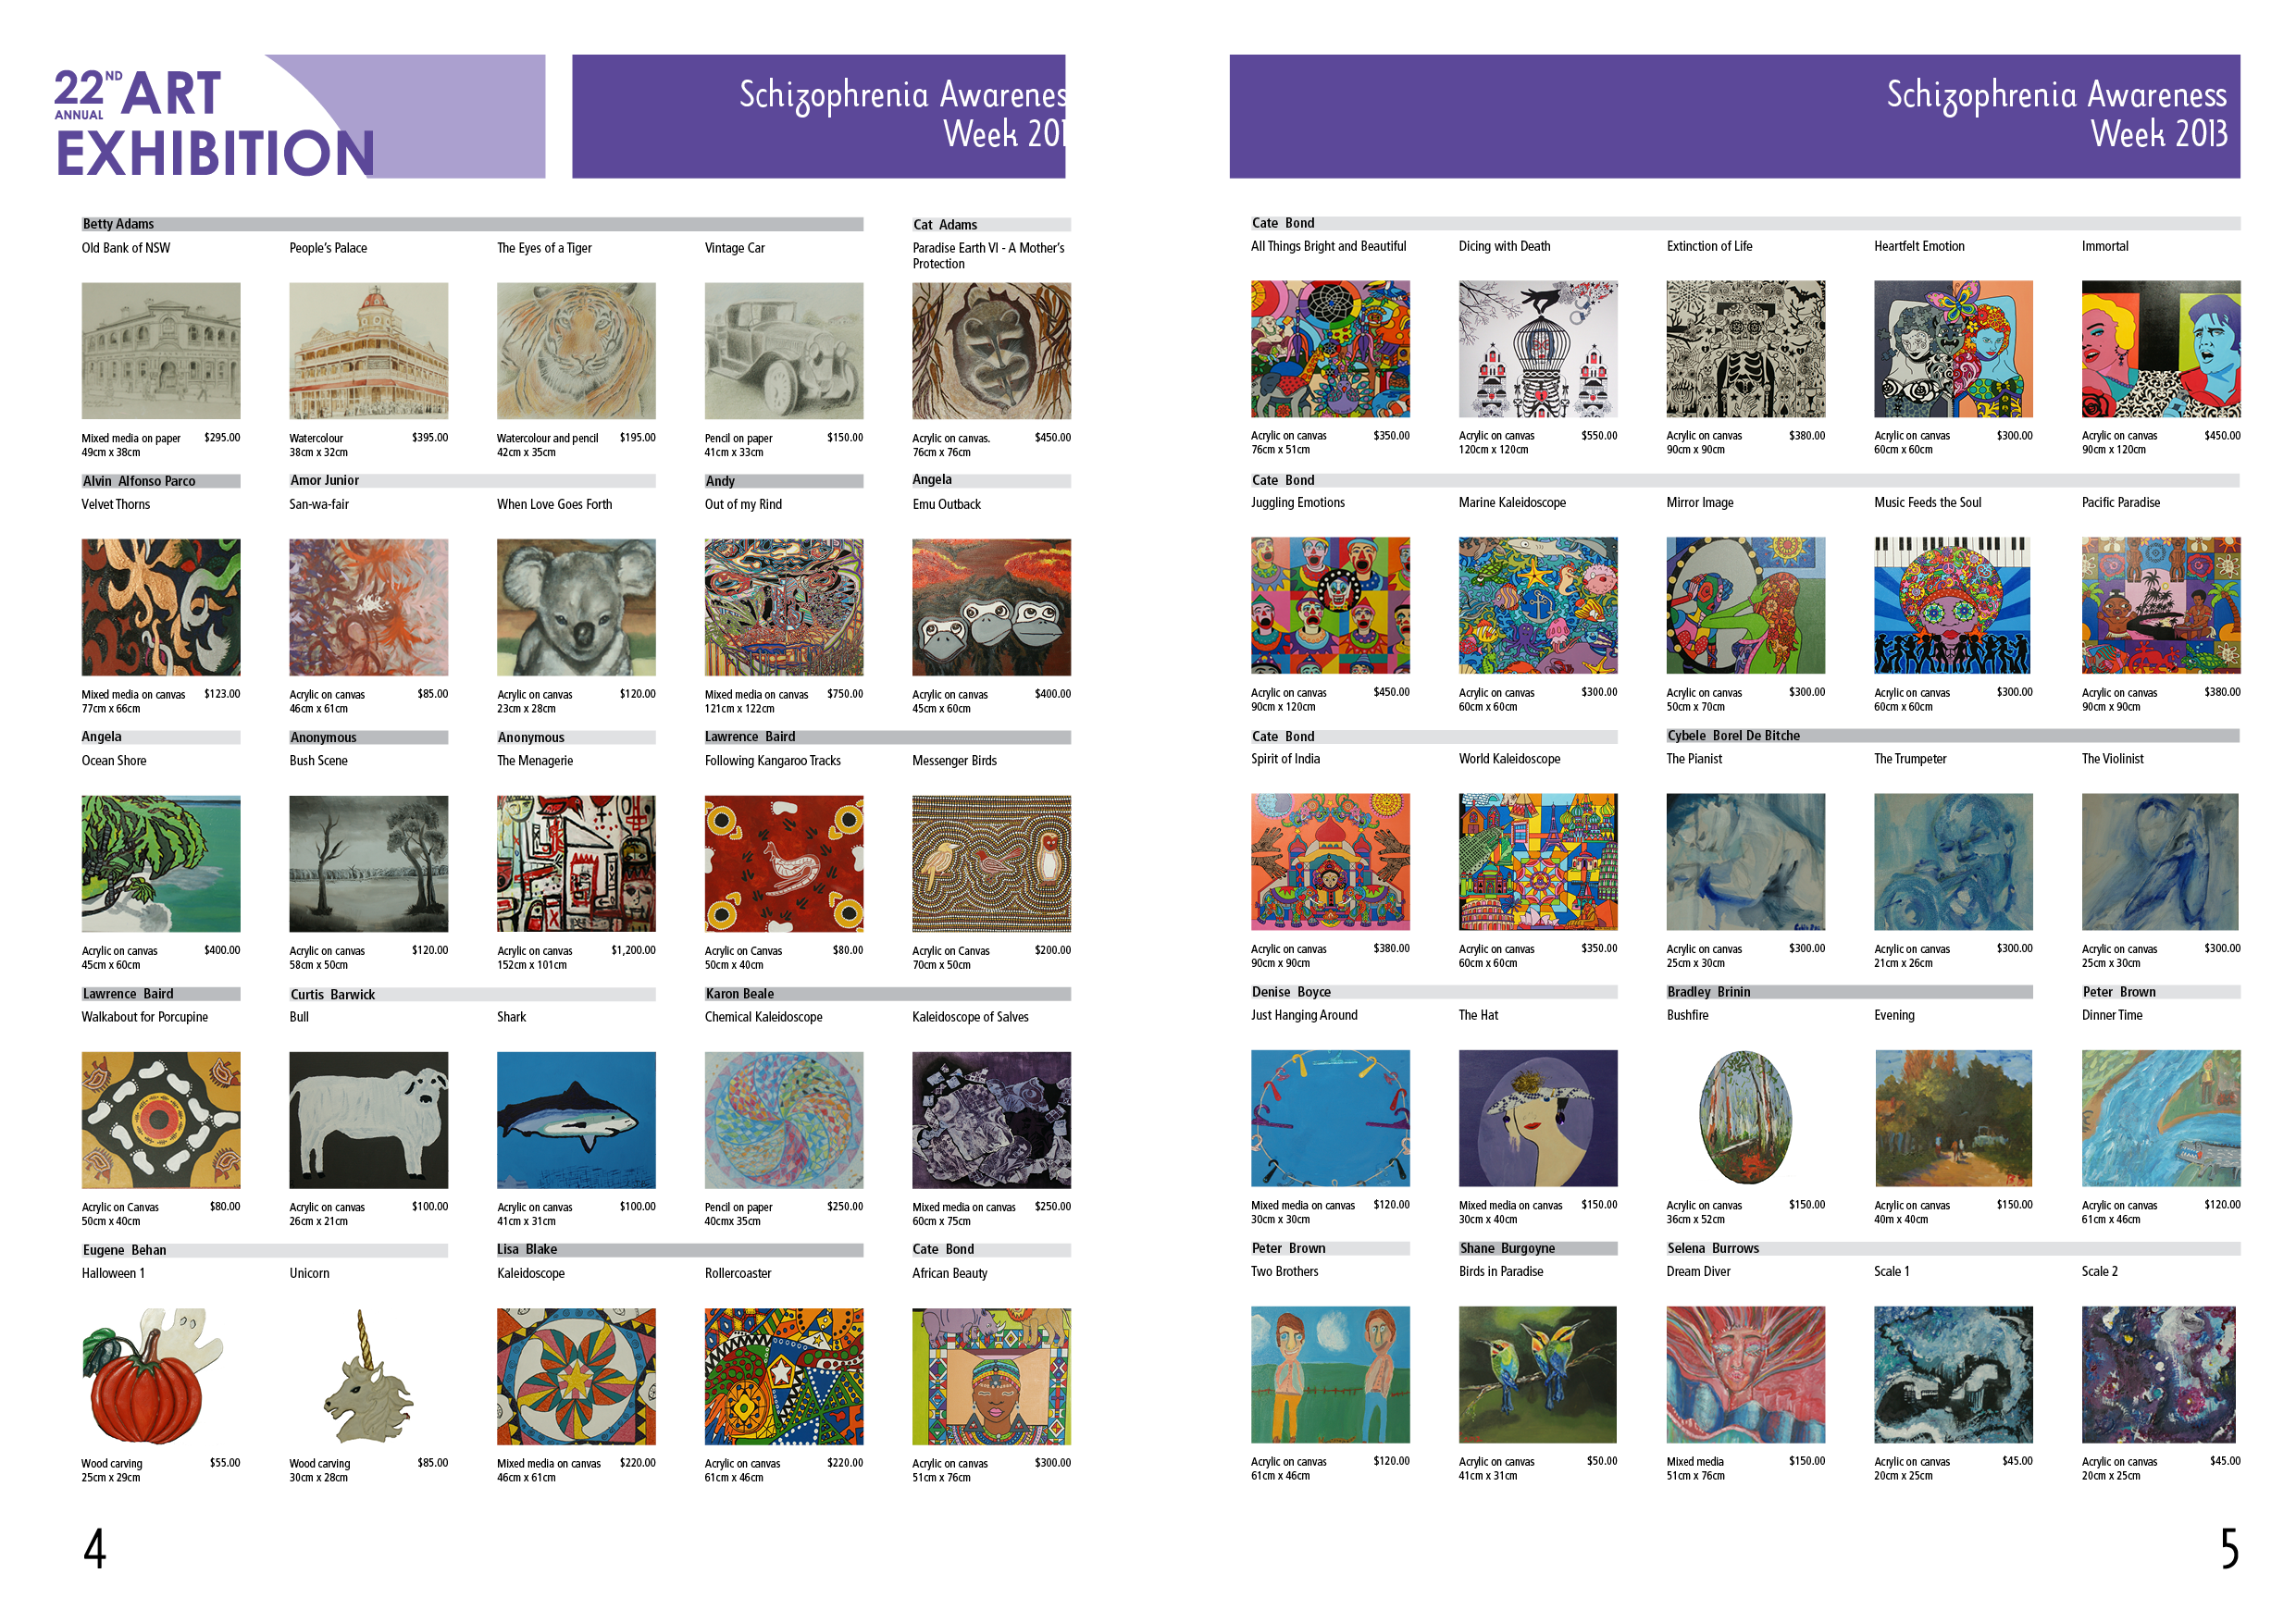 22ND ART
ANNUAL
EXHIBITION
Schizophrenia Awarenes
Week 201
Betty Adams
Cat Adams
Old Bank of NSW
People's Palace
The Eyes of a Tiger
Vintage Car
Paradise Earth VI - A Mother's
Protection
Mixed media on paper $295.00
49cm x 38cm
Watercolour $395.00
38cm x 32cm
Watercolour and pencil $195.00
42cm x 35cm
Pencil on paper $150.00
41cm x 33cm
Acrylic on canvas. $450.00
76cm x 76cm
Alvin Alfonso Parco
Amor Junior
Andy
Angela
Velvet Thorns
San-wa-fair
When Love Goes Forth
Out of my Rind
Emu Outback
Mixed media on canvas $123.00
77cm x 66cm
Acrylic on canvas $85.00
46cm x 61cm
Acrylic on canvas $120.00
23cm x 28cm
Mixed media on canvas $750.00
121cm x 122cm
Acrylic on canvas $400.00
45cm x 60cm
Angela
Anonymous
Anonymous
Lawrence Baird
Ocean Shore
Bush Scene
The Menagerie
Following Kangaroo Tracks
Messenger Birds
Acrylic on canvas $400.00
45cm x 60cm
Acrylic on canvas $120.00
58cm x 50cm
Acrylic on canvas $1,200.00
152cm x 101cm
Acrylic on Canvas $80.00
50cm x 40cm
Acrylic on Canvas $200.00
70cm x 50cm
Lawrence Baird
Curtis Barwick
Karon Beale
Walkabout for Porcupine
Bull
Shark
Chemical Kaleidoscope
Kaleidoscope of Salves
Acrylic on Canvas $80.00
50cm x 40cm
Acrylic on canvas $100.00
26cm x 21cm
Acrylic on canvas $100.00
41cm x 31cm
Pencil on paper $250.00
40cmx 35cm
Mixed media on canvas $250.00
60cm x 75cm
Eugene Behan
Lisa Blake
Cate Bond
Halloween 1
Unicorn
Kaleidoscope
Rollercoaster
African Beauty
Wood carving $55.00
25cm x 29cm
Wood carving $85.00
30cm x 28cm
Mixed media on canvas $220.00
46cm x 61cm
Acrylic on canvas $220.00
61cm x 46cm
Acrylic on canvas $300.00
51cm x 76cm
4
Schizophrenia Awareness
Week 2013
Cate Bond
All Things Bright and Beautiful
Dicing with Death
Extinction of Life
Heartfelt Emotion
Immortal
Acrylic on canvas $350.00
76cm x 51cm
Acrylic on canvas $550.00
120cm x 120cm
Acrylic on canvas $380.00
90cm x 90cm
Acrylic on canvas $300.00
60cm x 60cm
Acrylic on canvas $450.00
90cm x 120cm
Cate Bond
Juggling Emotions
Marine Kaleidoscope
Mirror Image
Music Feeds the Soul
Pacific Paradise
Acrylic on canvas $450.00
90cm x 120cm
Acrylic on canvas $300.00
60cm x 60cm
Acrylic on canvas $300.00
50cm x 70cm
Acrylic on canvas $300.00
60cm x 60cm
Acrylic on canvas $380.00
90cm x 90cm
Cate Bond
Cybele Borel De Bitche
Spirit of India
World Kaleidoscope
The Pianist
The Trumpeter
The Violinist
Acrylic on canvas $380.00
90cm x 90cm
Acrylic on canvas $350.00
60cm x 60cm
Acrylic on canvas $300.00
25cm x 30cm
Acrylic on canvas $300.00
21cm x 26cm
Acrylic on canvas $300.00
25cm x 30cm
Denise Boyce
Bradley Brinin
Peter Brown
Just Hanging Around
The Hat
Bushfire
Evening
Dinner Time
Mixed media on canvas $120.00
30cm x 30cm
Mixed media on canvas $150.00
30cm x 40cm
Acrylic on canvas $150.00
36cm x 52cm
Acrylic on canvas $150.00
40m x 40cm
Acrylic on canvas $120.00
61cm x 46cm
Peter Brown
Shane Burgoyne
Selena Burrows
Two Brothers
Birds in Paradise
Dream Diver
Scale 1
Scale 2
Acrylic on canvas $120.00
61cm x 46cm
Acrylic on canvas $50.00
41cm x 31cm
Mixed media $150.00
51cm x 76cm
Acrylic on canvas $45.00
20cm x 25cm
Acrylic on canvas $45.00
20cm x 25cm
5